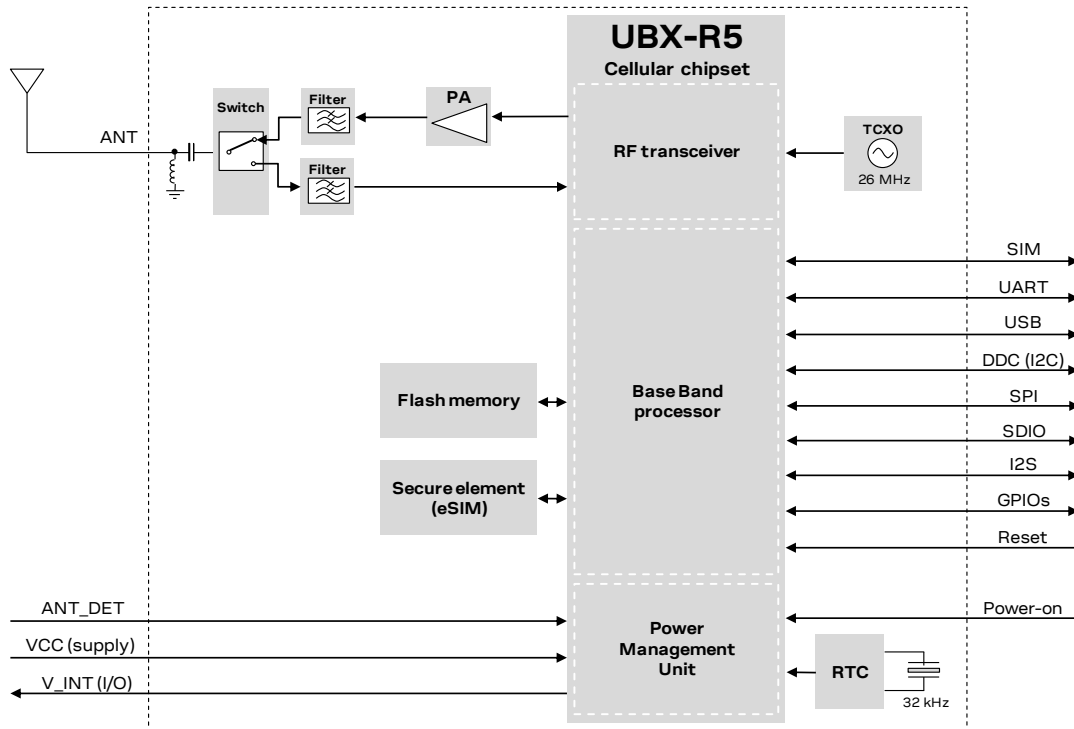 UBX-R5
Cellular chipset
Switch
Filter
PA
ANT
RF transceiver
TCXO
26 MHz
Filter
SIM
UART
USB
DDC (I2C)
SPI
SDIO
I2S
GPIOs
Reset
Flash memory
Base Band
processor
Secure element
(eSIM)
ANT_DET
VCC (supply)
V_INT (I/O)
Power
Management
Unit
Power-on
RTC
32 kHz